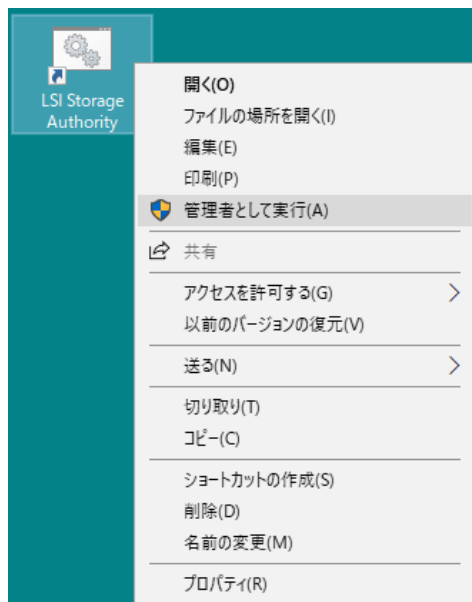 LSI Storage
Authority
開く(O)
ファイルの場所を開く(I)
編集(E)
印刷(P)
管理者として実行(A)
共有
アクセスを許可する(G)
以前のバージョンの復元(V)
送る(N)
切り取り(T)
コピー(C)
ショートカットの作成(S)
削除(D)
名前の変更(M)
プロパティ(R)